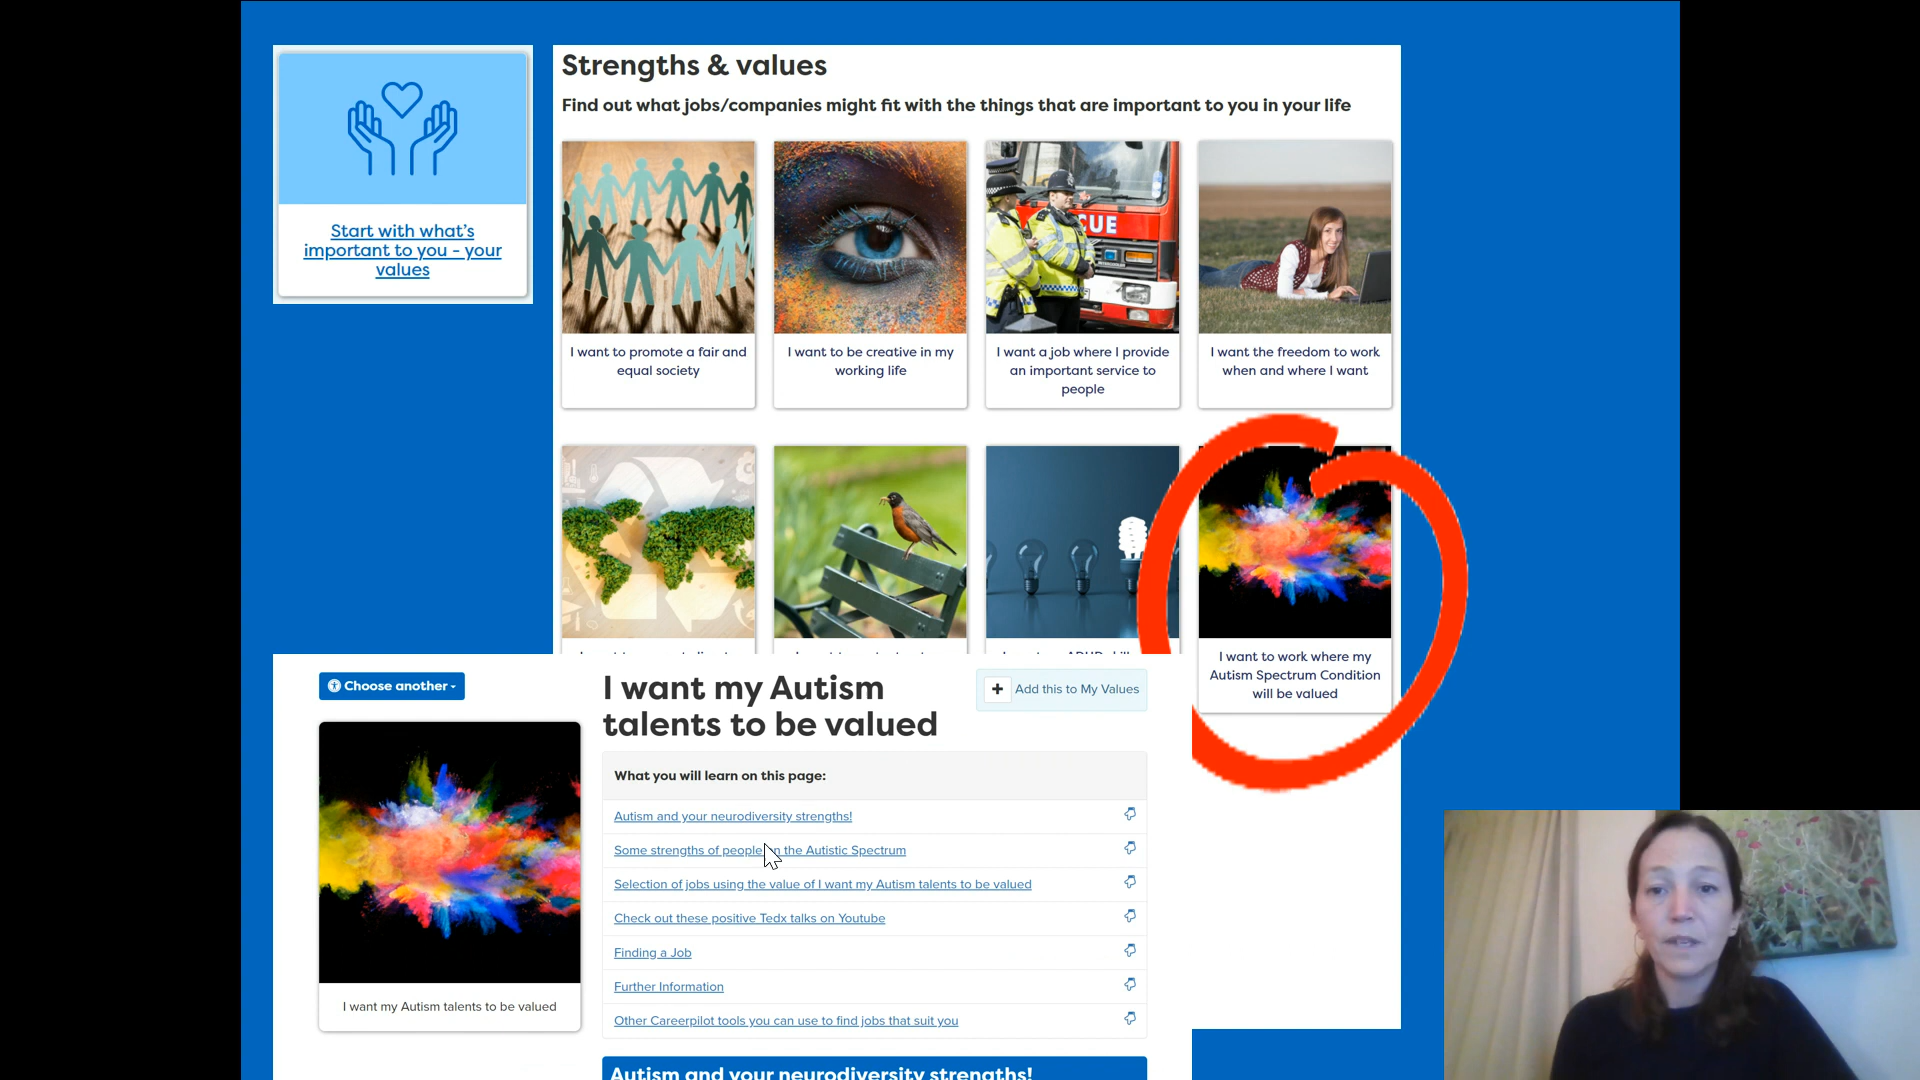 Start with what's
important to you - your
values
Strengths & values
Find out what jobs/companies might fit with the things that are important to you in your life
CUE
I want to promote a fair and
equal society
I want to be creative in my
working life
I want a job where I provide
an important service to
people
I want the freedom to work
when and where I want
I want to work where my
Autism Spectrum Condition
will be valued
Choose another
I want my Autism talents to be valued
I want my Autism
talents to be valued
+ Add this to My Values
What you will learn on this page:
Autism and your neurodiversity strengths!
Some strengths of people the Autistic Spectrum
Selection of jobs using the value of I want my Autism talents to be valued
Check out these positive Tedx talks on Youtube
Finding a Job
Further Information
Other Careerpilot tools you can use to find jobs that suit you
Autism and your neurodiversity strengths!